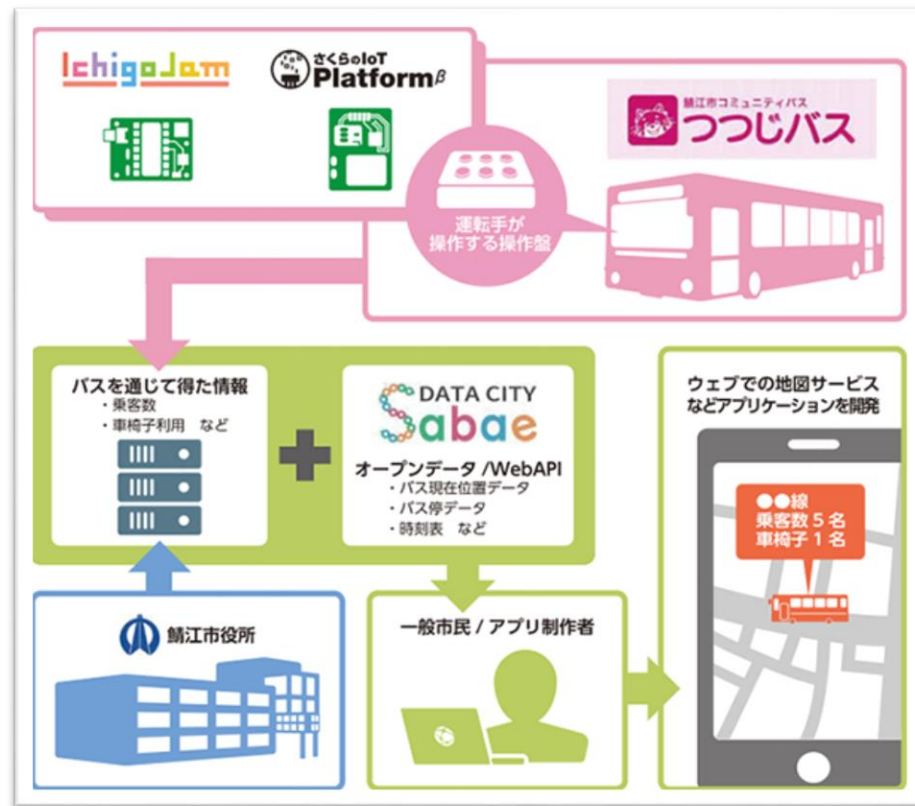 IchigoJam
さくらのIoT
Platformβ
鯖江市コミュニティバス
つつじバス
運転手が
操作する操作盤
バスを通じて得た情報
・乗客数
・車椅子利用 など
DATA CITY
Sabae
オープンデータ/WebAPI
・バス現在位置データ
・バス停データ
・時刻表 など
ウェブでの地図サービス
などアプリケーションを開発
●●線
乗客数5名
車椅子1名
鯖江市役所
一般市民/アプリ制作者